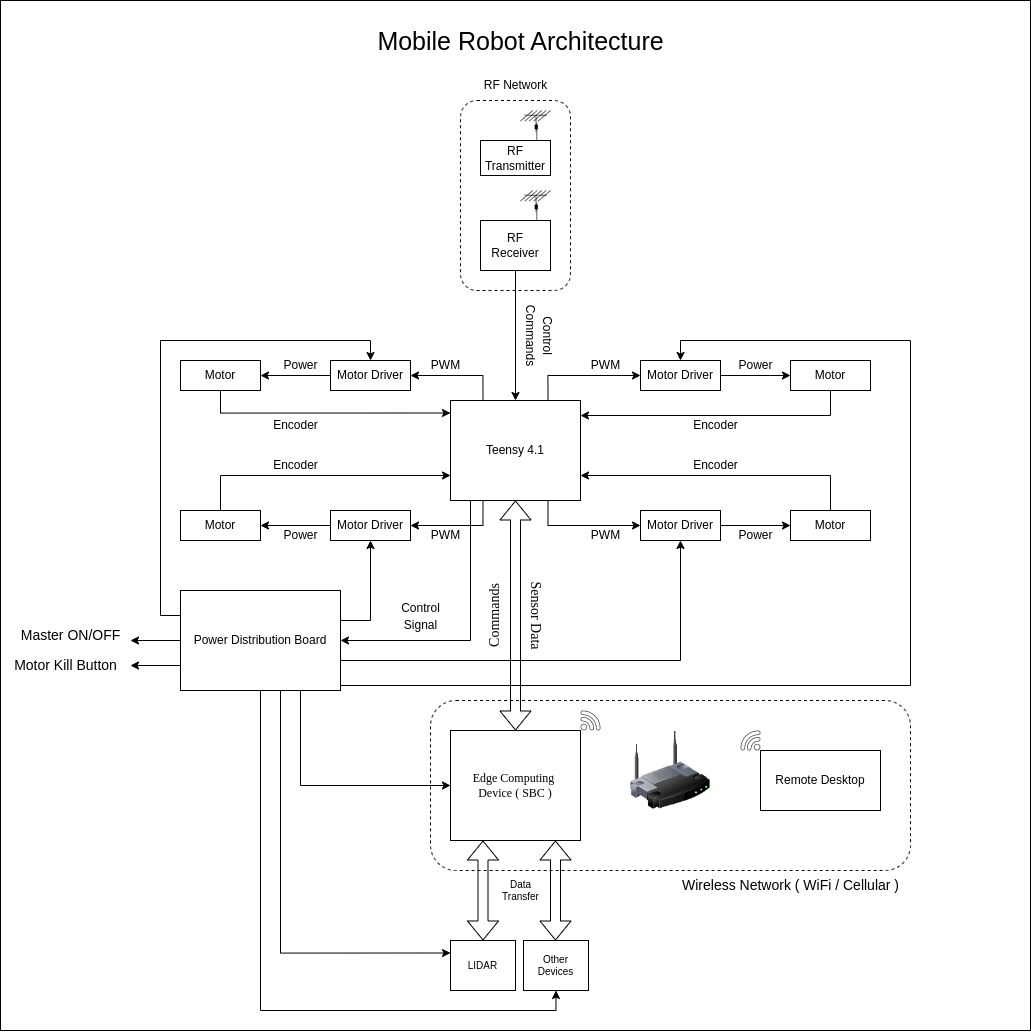 Mobile Robot Architecture
RF Network
RF
Transmitter
RF
Receiver
Control
Commands
Motor
Power
Motor Driver
PWM
PWM
Motor Driver
Power
Motor
Encoder
Teensy 4.1
Encoder
Encoder
Encoder
Motor
Power
Motor Driver
PWM
PWM
Motor Driver
Power
Motor
Control
Signal
Commands
Sensor Data
Master ON/OFF
Motor Kill Button
Power Distribution Board
Edge Computing
Device ( SBC )
Remote Desktop
Wireless Network ( WiFi / Cellular )
Data
Transfer
LIDAR
Other
Devices